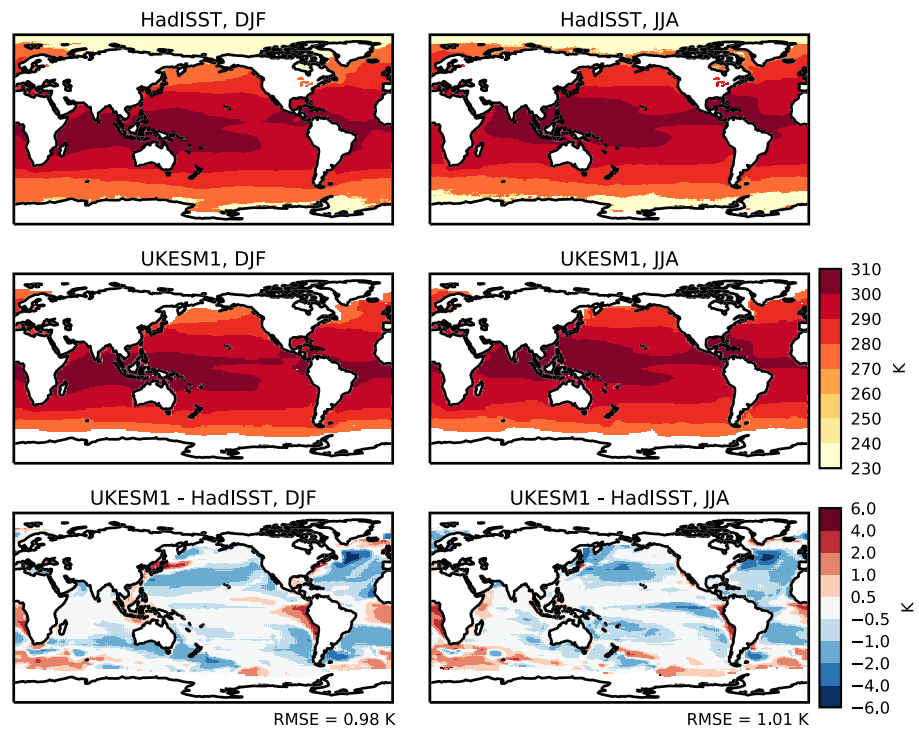 HadISST, DJF
HadISST, JJA
UKESM1, DJF
UKESM1, JJA
310
300
290
280
270
260
250
240
230
K
UKESM1 - HadISST, DJF
UKESM1 - HadISST, JJA
6.0
4.0
2.0
1.0
0.5
−0.5
−1.0
−2.0
−4.0
−6.0
K
RMSE = 0.98 K
RMSE = 1.01 K